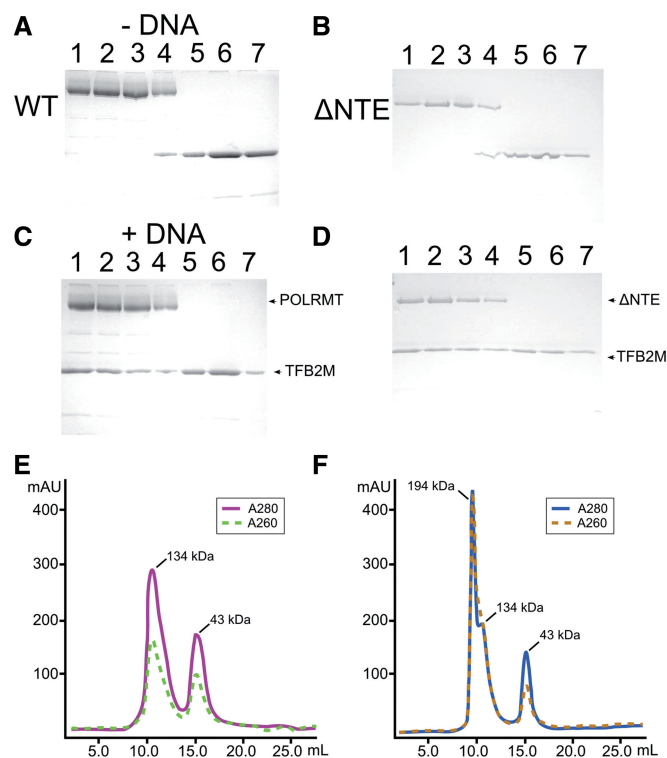 A
- DNA
1 2 3 4 5 6 7
WT
B
1 2 3 4 5 6 7
ΔNTE
C
+ DNA
1 2 3 4 5 6 7
POLRMT
TFB2M
D
1 2 3 4 5 6 7
ΔNTE
TFB2M
E
mAU
400
300
200
100
134 kDa
43 kDa
A280
A260
5.0 10.0 15.0 20.0 25.0 mL
F
mAU
400
300
200
100
194 kDa
134 kDa
43 kDa
A280
A260
5.0 10.0 15.0 20.0 25.0 mL